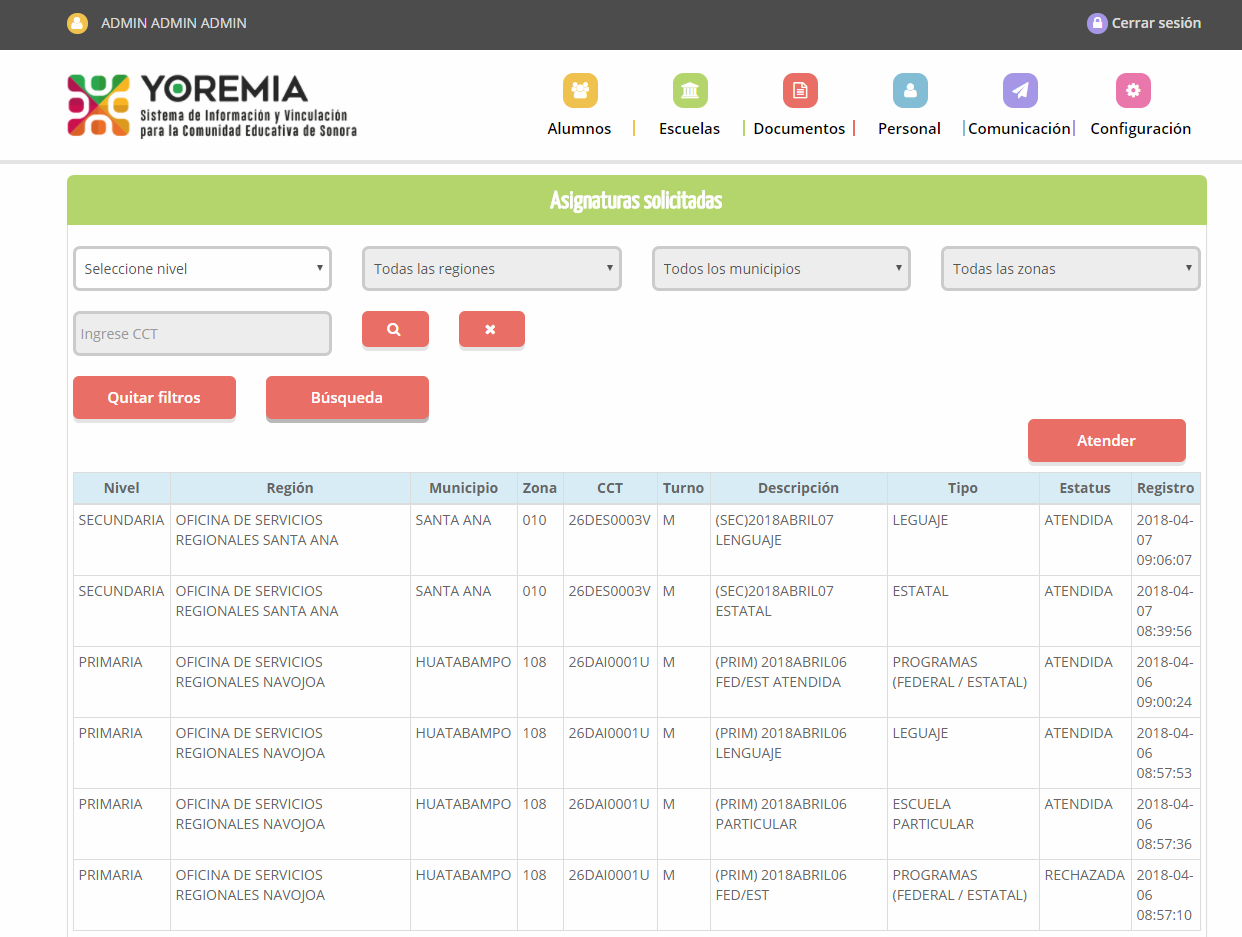 ADMIN ADMIN ADMIN
Cerrar sesión
YOREMIA
Sistema de Información y Vinculación
para la Comunidad Educativa de Sonora
Alumnos | Escuelas | Documentos | Personal | Comunicación | Configuración
Asignaturas solicitadas
Seleccione nivel Todas las regiones Todos los municipios Todas las zonas
Ingrese CCT
Quitar filtros Búsqueda
Atender
Nivel Región Municipio Zona CCT Turno Descripción Tipo Estatus Registro
SECUNDARIA OFICINA DE SERVICIOS SANTA ANA 010 26DES0003V M (SEC)2018ABRIL07 LEGUAJE ATENDIDA 2018-04-
REGIONALES SANTA ANA LENGUAJE 07
09:06:07
SECUNDARIA OFICINA DE SERVICIOS SANTA ANA 010 26DES0003V M (SEC)2018ABRIL07 ESTATAL ATENDIDA 2018-04-
REGIONALES SANTA ANA ESTATAL 07
08:39:56
PRIMARIA OFICINA DE SERVICIOS HUATABAMPO 108 26DAI0001U M (PRIM) 2018ABRIL06 PROGRAMAS ATENDIDA 2018-04-
REGIONALES NAVOJOA FED/EST ATENDIDA (FEDERAL / ESTATAL) 06
09:00:24
PRIMARIA OFICINA DE SERVICIOS HUATABAMPO 108 26DAI0001U M (PRIM) 2018ABRIL06 LEGUAJE ATENDIDA 2018-04-
REGIONALES NAVOJOA LENGUAJE 06
08:57:53
PRIMARIA OFICINA DE SERVICIOS HUATABAMPO 108 26DAI0001U M (PRIM) 2018ABRIL06 ESCUELA ATENDIDA 2018-04-
REGIONALES NAVOJOA PARTICULAR PARTICULAR 06
08:57:36
PRIMARIA OFICINA DE SERVICIOS HUATABAMPO 108 26DAI0001U M (PRIM) 2018ABRIL06 PROGRAMAS RECHAZADA 2018-04-
REGIONALES NAVOJOA FED/EST (FEDERAL / ESTATAL) 06
08:57:10